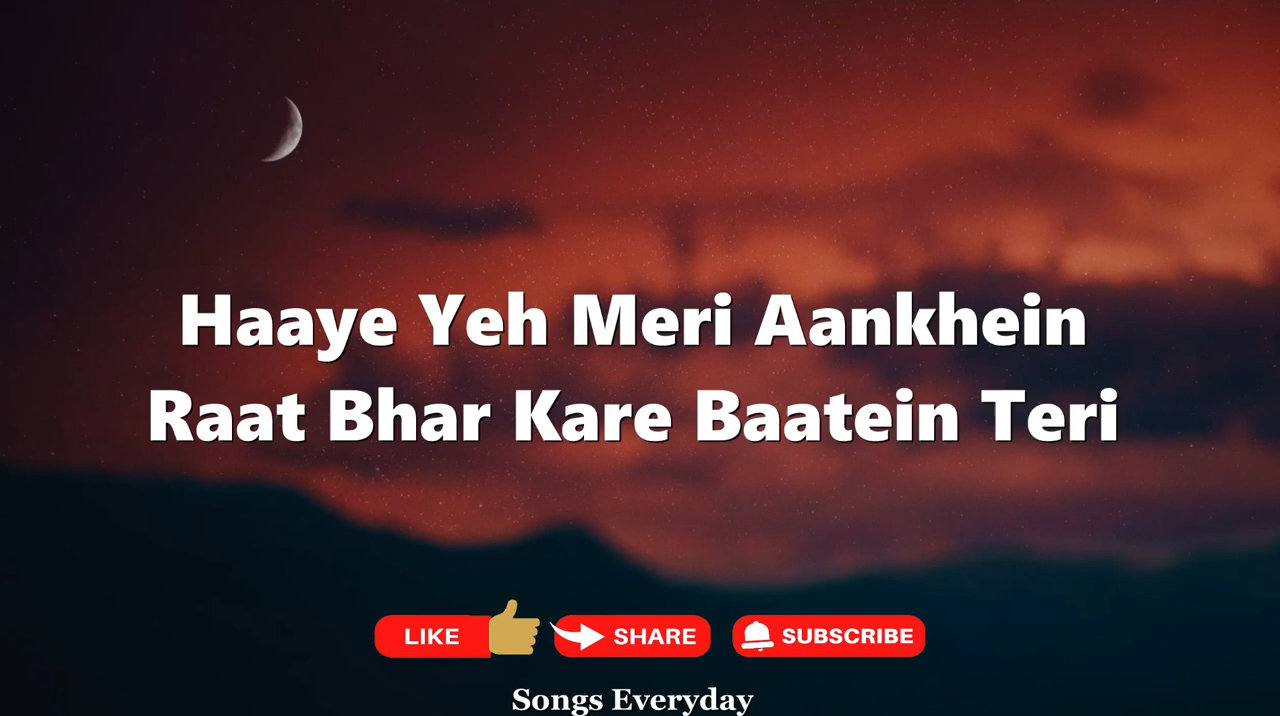 Haaye Yeh Meri Aankhein
Raat Bhar Kare Baatein Teri
LIKE SHARE SUBSCRIBE
Songs Everyday